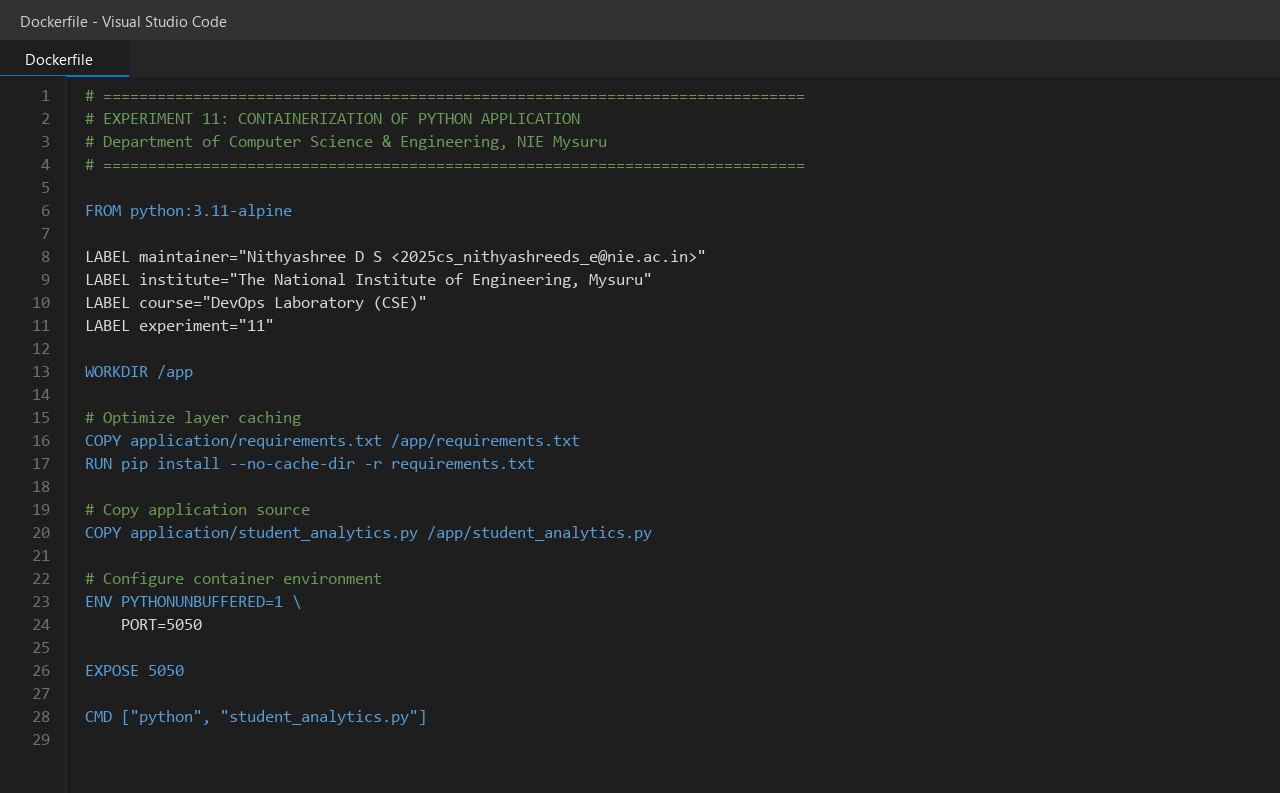 Dockerfile - Visual Studio Code
Dockerfile
1 # ==============================================================================
2 # EXPERIMENT 11: CONTAINERIZATION OF PYTHON APPLICATION
3 # Department of Computer Science & Engineering, NIE Mysuru
4 # ==============================================================================
5
6 FROM python:3.11-alpine
7
8 LABEL maintainer="Nithyashree D S <2025cs_nithyashreeds_e@nie.ac.in>"
9 LABEL institute="The National Institute of Engineering, Mysuru"
10 LABEL course="DevOps Laboratory (CSE)"
11 LABEL experiment="11"
12
13 WORKDIR /app
14
15 # Optimize layer caching
16 COPY application/requirements.txt /app/requirements.txt
17 RUN pip install --no-cache-dir -r requirements.txt
18
19 # Copy application source
20 COPY application/student_analytics.py /app/student_analytics.py
21
22 # Configure container environment
23 ENV PYTHONUNBUFFERED=1 \
24     PORT=5050
25
26 EXPOSE 5050
27
28 CMD ["python", "student_analytics.py"]
29